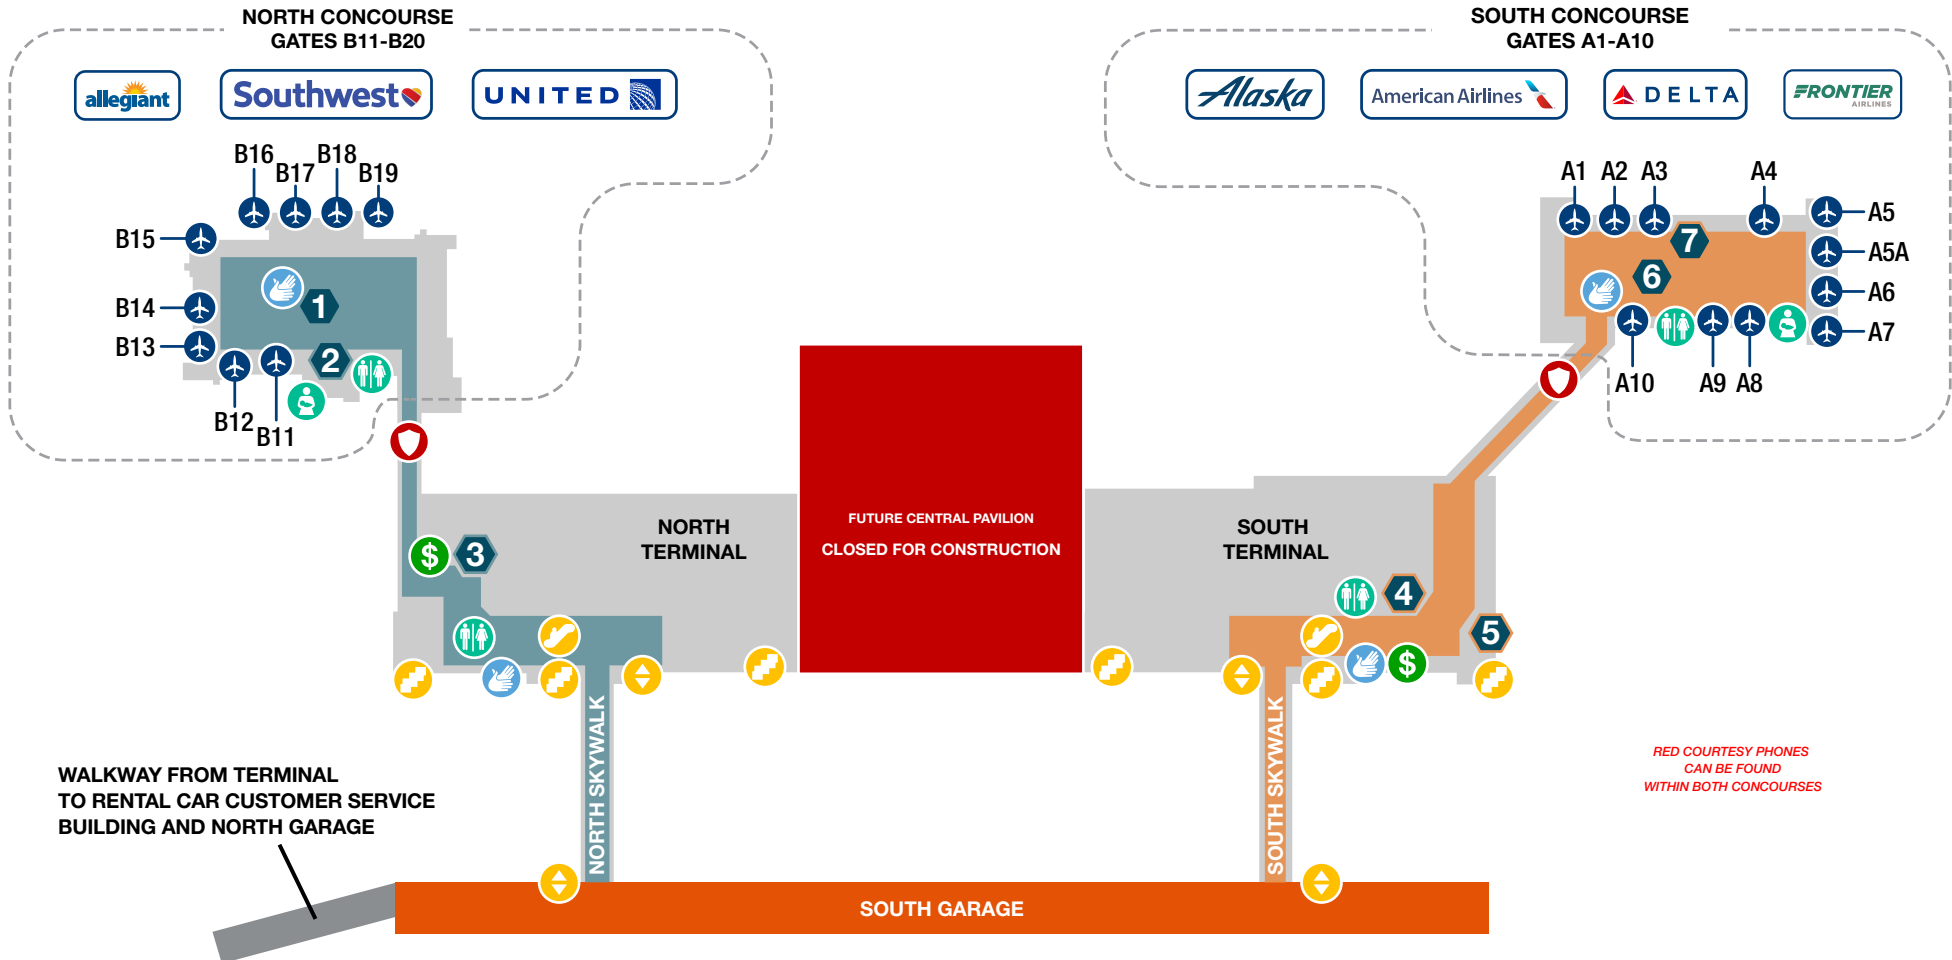 NORTH CONCOURSE
GATES B11-B20
allegiant
Southwest
UNITED
SOUTH CONCOURSE
GATES A1-A10
Alaska
American Airlines
DELTA
FRONTIER
AIRLINES
B16
B17
B18
B19
B15
B14
B13
B12
B11
1
2
A1
A2
A3
A4
A5
A5A
A6
A7
A10
A9
A8
7
6
NORTH
TERMINAL
FUTURE CENTRAL PAVILION
CLOSED FOR CONSTRUCTION
SOUTH
TERMINAL
$
3
4
5
$
NORTH SKYWALK
SOUTH SKYWALK
RED COURTESY PHONES
CAN BE FOUND
WITHIN BOTH CONCOURSES
WALKWAY FROM TERMINAL
TO RENTAL CAR CUSTOMER SERVICE
BUILDING AND NORTH GARAGE
SOUTH GARAGE